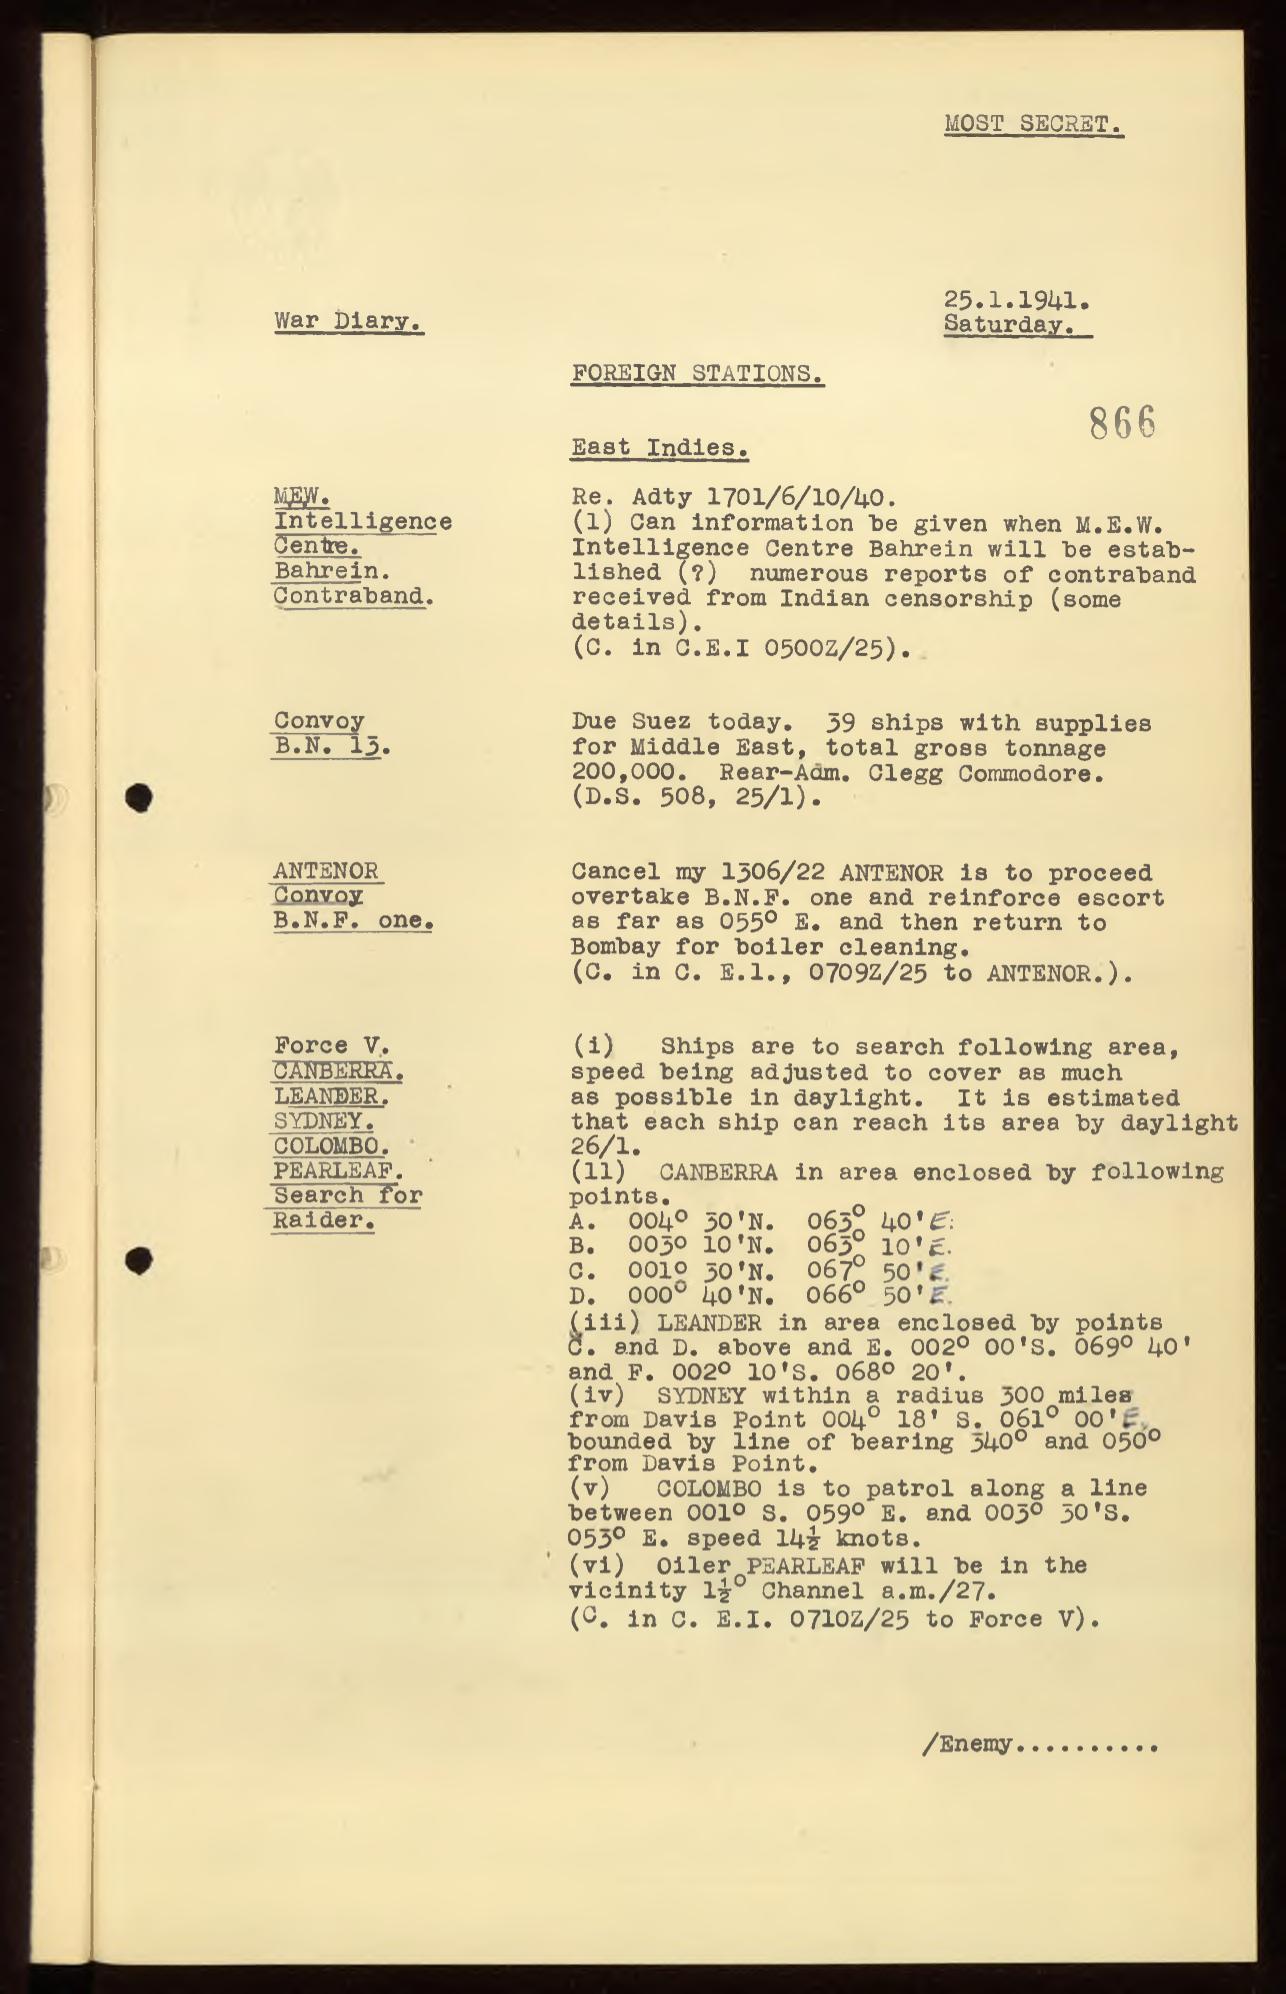 MOST SECRET.
25.1.1941.
War Diary.
Saturday.
FOREIGN STATIONS.
866
East Indies.
MEW.
Intelligence
Centre.
Bahrein.
Contraband.
Re. Adty 1701/6/10/40.
(1) Can information be given when M.E.W.
Intelligence Centre Bahrein will be estab-
lished (?) numerous reports of contraband
received from Indian censorship (some
details).
(C. in C.E.I 0500Z/25).
Convoy
B.N. 13.
Due Suez today. 39 ships with supplies
for Middle East, total gross tonnage
200,000. Rear-Adm. Clegg Commodore.
(D.S. 508, 25/1).
ANTENOR
Convoy
B.N.F. one.
Cancel my 1306/22 ANTENOR is to proceed
overtake B.N.F. one and reinforce escort
as far as 055° E. and then return to
Bombay for boiler cleaning.
(C. in C. E.1., 0709Z/25 to ANTENOR.).
Force V.
CANBERRA.
LEANDER.
SYDNEY.
COLOMBO.
PEARLEAF.
Search for
Raider.
(i) Ships are to search following area,
speed being adjusted to cover as much
as possible in daylight. It is estimated
that each ship can reach its area by daylight
26/1.
(11) CANBERRA in area enclosed by following
points.
A. 004° 30'N. 063° 40'E.
B. 003° 10'N. 063° 10'E.
C. 001° 30'N. 067° 50'E.
D. 000° 40'N. 066° 50'E.
(iii) LEANDER in area enclosed by points
C. and D. above and E. 002° 00'S. 069° 40'
and F. 002° 10'S. 068° 20'.
(iv) SYDNEY within a radius 300 miles
from Davis Point 004° 18' S. 061° 00'E.
bounded by line of bearing 340° and 050°
from Davis Point.
(v) COLOMBO is to patrol along a line
between 001° S. 059° E. and 003° 30'S.
053° E. speed 14½ knots.
(vi) Oiler PEARLEAF will be in the
vicinity 1½° Channel a.m./27.
(C. in C. E.I. 0710Z/25 to Force V).
/Enemy..........